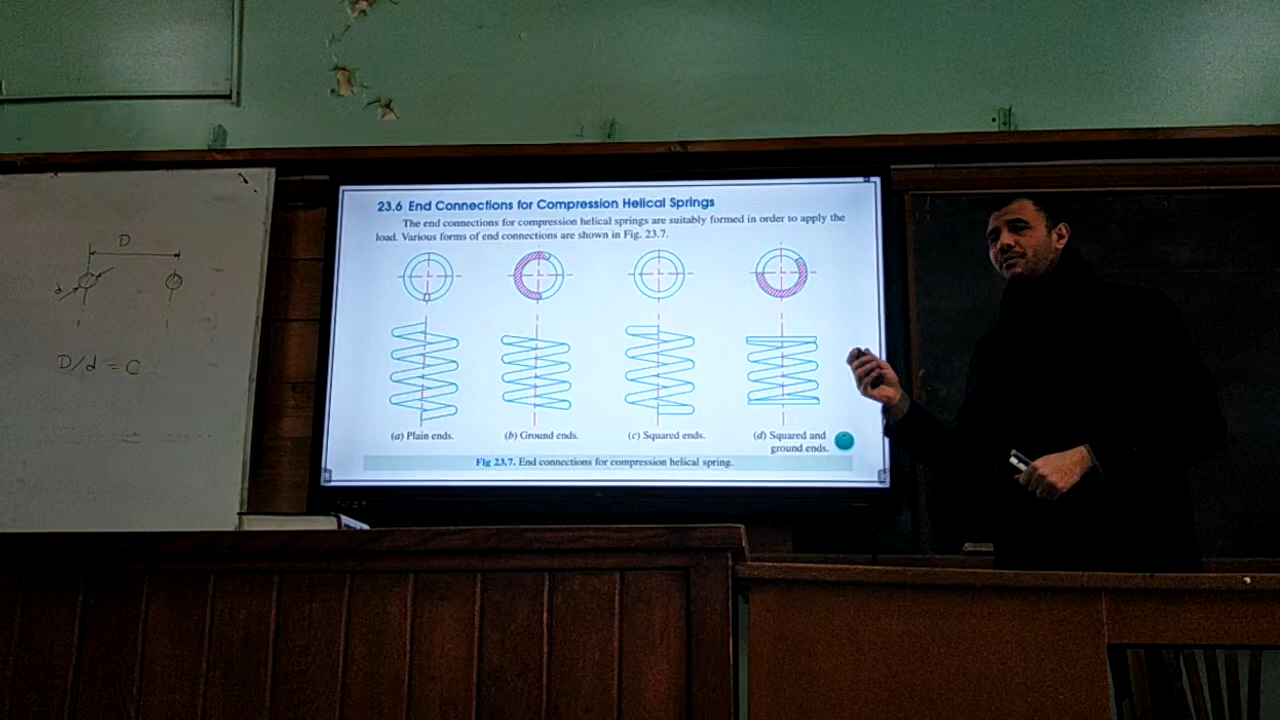 D
d
D/d = C
23.6 End Connections for Compression Helical Springs
The end connections for compression helical springs are suitably formed in order to apply the
load. Various forms of end connections are shown in Fig. 23.7.
(a) Plain ends.
(b) Ground ends.
(c) Squared ends.
(d) Squared and
ground ends.
Fig 23.7. End connections for compression helical spring.